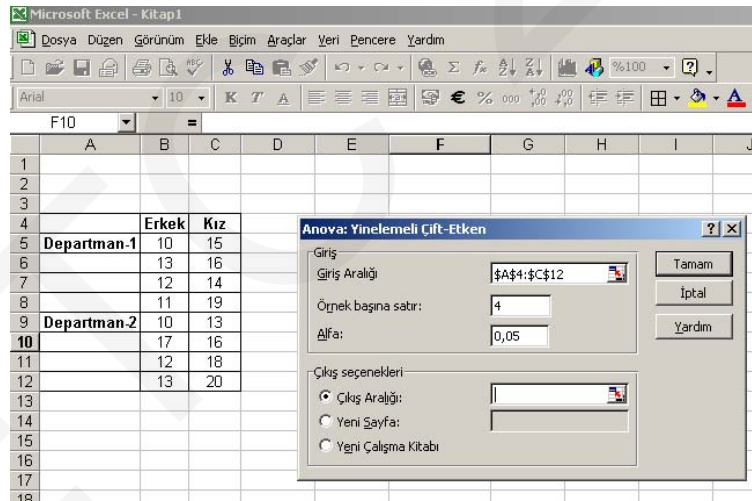 Microsoft Excel - Kitap1
Dosya Düzen Görünüm Ekle Biçim Araçlar Veri Pencere Yardım
%100
Arial 10 K T A € % 000
F10 =
A B C D E F G H I J
1
2
3
4 Erkek Kız
5 Departman-1 10 15
6 13 16
7 12 14
8 11 19
9 Departman-2 10 13
10 17 16
11 12 18
12 13 20
13
14
15
16
17
18
Anova: Yinelemeli Çift-Etken
Giriş
Giriş Aralığı $A$4:$C$12
Örnek başına satır: 4
Alfa: 0,05
Çıkış seçenekleri
Çıkış Aralığı:
Yeni Sayfa:
Yeni Çalışma Kitabı
Tamam
İptal
Yardım